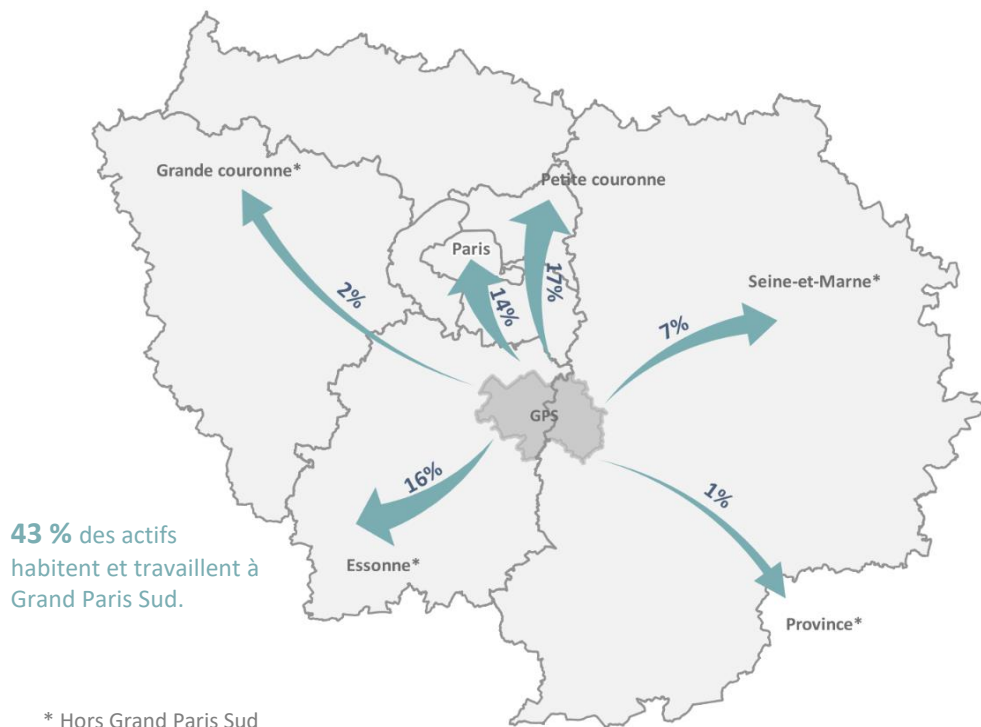 Grande couronne*
Petite couronne
Paris
2%
14%
17%
Seine-et-Marne*
7%
GPS
16%
1%
43 % des actifs
habitent et travaillent à
Grand Paris Sud.
Essonne*
Province*
* Hors Grand Paris Sud